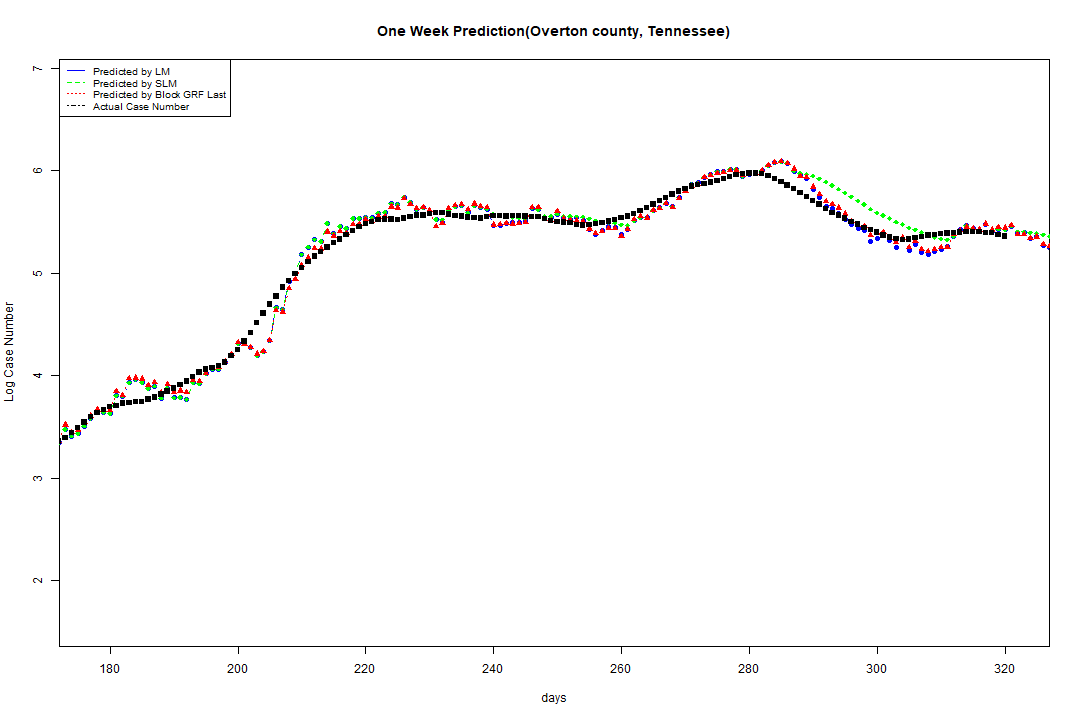 One Week Prediction(Overton county, Tennessee)
Predicted by LM
Predicted by SLM
Predicted by Block GRF Last
Actual Case Number
7
6
5
4
3
2
Log Case Number
180 200 220 240 260 280 300 320
days